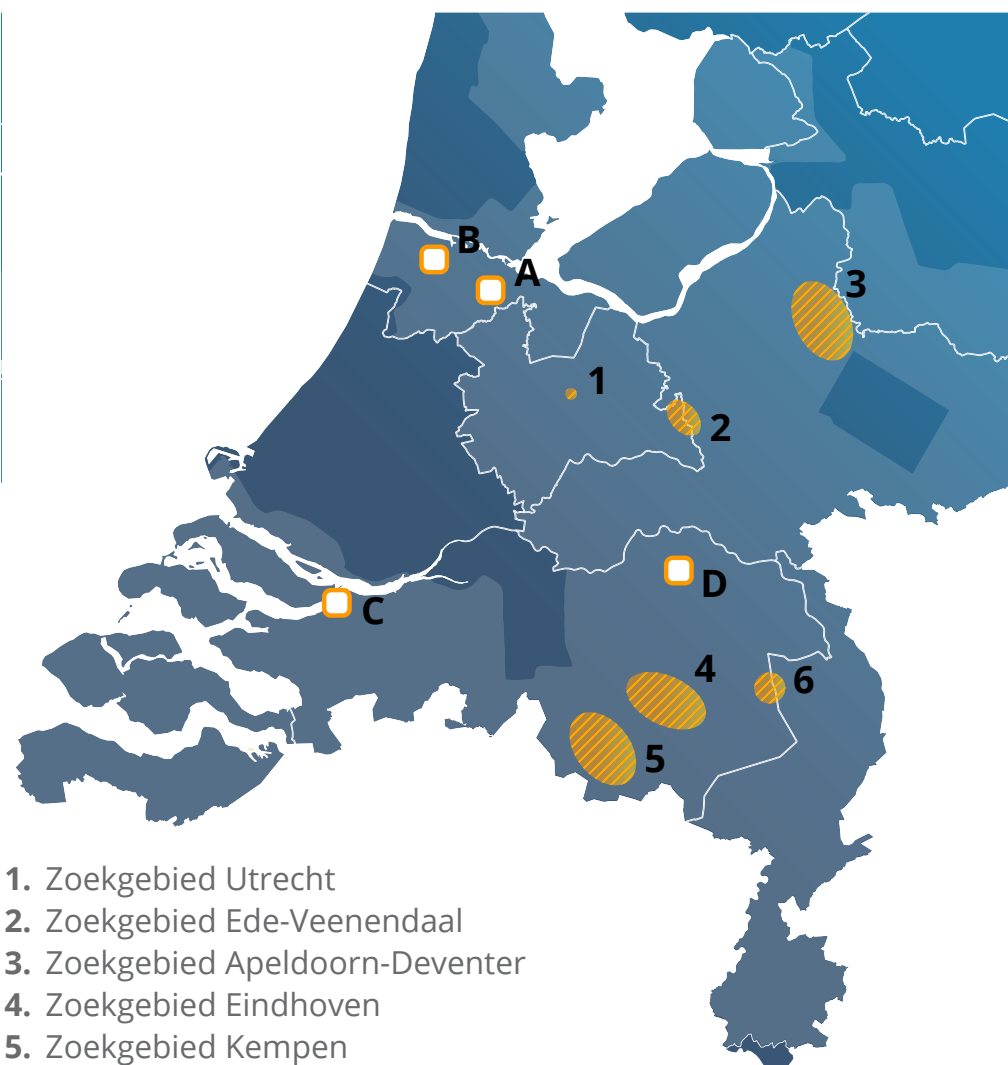 B
A
3
1
2
D
C
4
6
5
1. Zoekgebied Utrecht
2. Zoekgebied Ede-Veenendaal
3. Zoekgebied Apeldoorn-Deventer
4. Zoekgebied Eindhoven
5. Zoekgebied Kempen